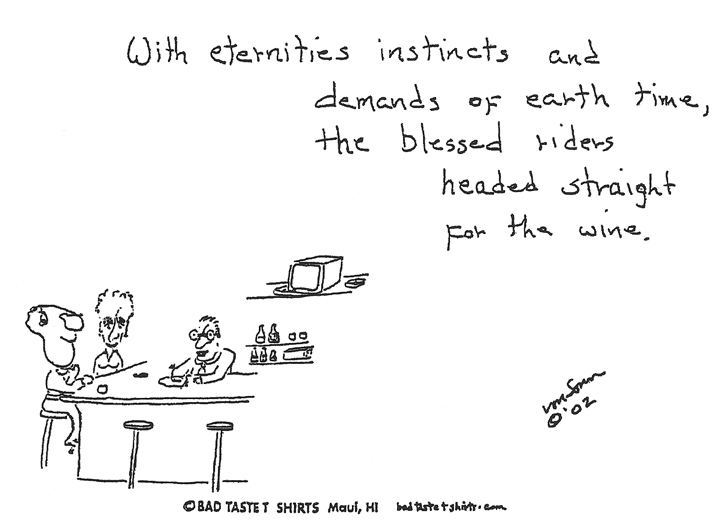 With eternities instincts and
demands of earth time,
the blessed riders
headed straight
for the wine.
©'02
© BAD TASTE T SHIRTS Maui, HI badtastetshirts.com